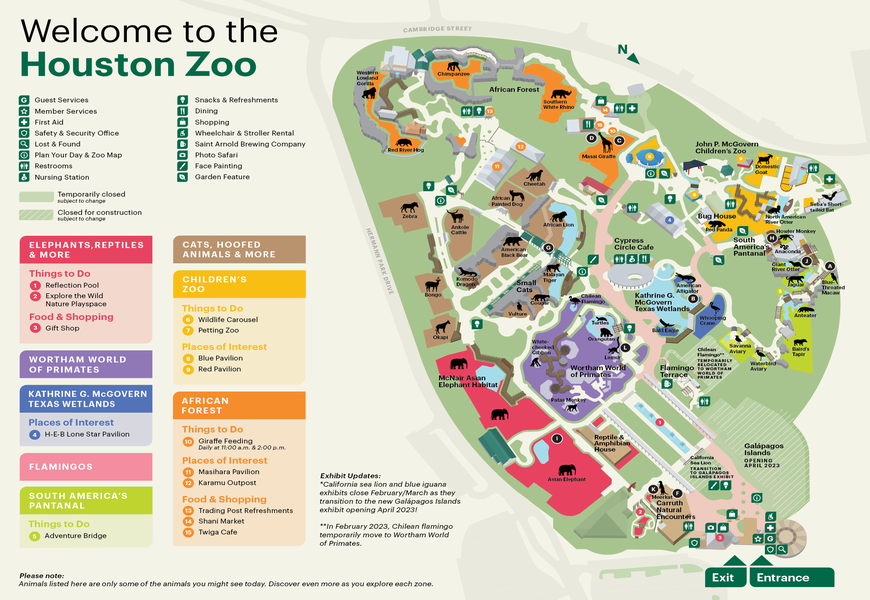 Welcome to the
Houston Zoo
G Guest Services
Member Services
First Aid
Safety & Security Office
Lost & Found
Plan Your Day & Zoo Map
Restrooms
Nursing Station
Snacks & Refreshments
Dining
Shopping
Wheelchair & Stroller Rental
Saint Arnold Brewing Company
Photo Safari
Face Painting
Garden Feature
Temporarily closed
subject to change
Closed for construction
subject to change
ELEPHANTS, REPTILES
& MORE
Things to Do
1 Reflection Pool
2 Explore the Wild
Nature Playspace
Food & Shopping
3 Gift Shop
WORTHAM WORLD
OF PRIMATES
KATHRINE G. McGOVERN
TEXAS WETLANDS
Places of Interest
4 H-E-B Lone Star Pavilion
FLAMINGOS
SOUTH AMERICA'S
PANTANAL
Things to Do
5 Adventure Bridge
CATS, HOOFED
ANIMALS & MORE
CHILDREN'S
ZOO
Things to Do
6 Wildlife Carousel
7 Petting Zoo
Places of Interest
8 Blue Pavilion
9 Red Pavilion
AFRICAN
FOREST
Things to Do
10 Giraffe Feeding
Daily at 11:00 a.m. & 2:00 p.m.
Places of Interest
11 Masihara Pavilion
12 Karamu Outpost
Food & Shopping
13 Trading Post Refreshments
14 Shani Market
15 Twiga Cafe
Exhibit Updates:
*California sea lion and blue iguana
exhibits close February/March as they
transition to the new Galápagos Islands
exhibit opening April 2023!
**In February 2023, Chilean flamingo
temporarily move to Wortham World
of Primates.
Please note:
Animals listed here are only some of the animals you might see today. Discover even more as you explore each zone.
CAMBRIDGE STREET
HERMANN PARK DRIVE
N
Western
Lowland
Gorilla
Chimpanzee
African Forest
Southern
White Rhino
Red River Hog
Masai Giraffe
D
C
John P. McGovern
Children's Zoo
Domestic
Goat
Seba's Short-
tailed Bat
North American
River Otter
Bug House
Red Panda
Howler Monkey
South America's
Pantanal
Anaconda
H
Giant
River Otter
J
A
Blue-
Throated
Macaw
Tapir
Anteater
Baird's
Tapir
Zebra
Ankole
Cattle
African
Painted Dog
Cheetah
11
12
African Lion
American
Black Bear
G
Komodo
Dragon
Malayan
Tiger
Small
Cats
Cougar
Vulture
Bongo
Okapi
Cypress
Circle Cafe
4
Kathrine G.
McGovern
Texas Wetlands
American
Alligator
B
Bald Eagle
Whooping
Crane
Savanna
Aviary
Waterbird
Aviary
Chilean
Flamingo
Turtles
Orangutan
L
Lemur
White-
cheeked
Gibbon
Wortham World
of Primates
Patas Monkey
Flamingo
Terrace
Chilean
Flamingo**
TEMPORARILY
RELOCATED
TO WORTHAM
WORLD OF
PRIMATES
McNair Asian
Elephant Habitat
Asian Elephant
I
Reptile &
Amphibian
House
1
California
Sea Lion
TRANSITION
TO GALÁPAGOS
ISLANDS EXHIBIT
Galápagos
Islands
OPENING
APRIL 2023
K
Meerkat
F
Carruth
Natural
Encounters
2
3
Exit
Entrance